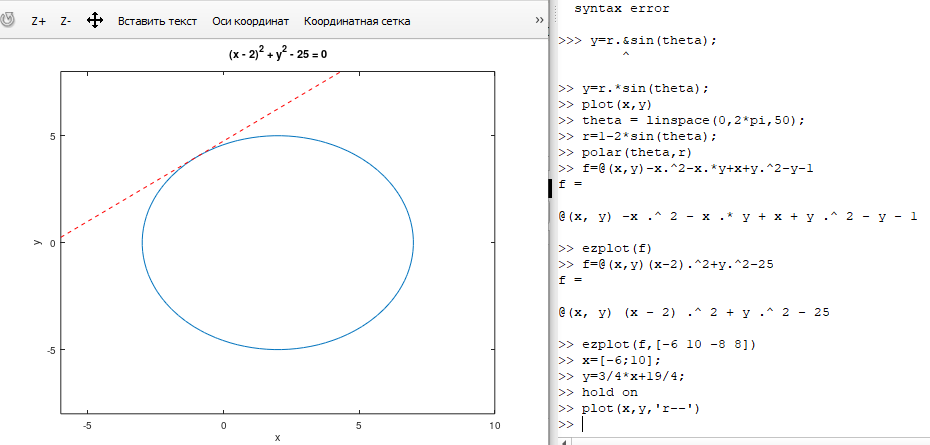 Z+ Z- Вставить текст Оси координат Координатная сетка »
(x - 2)² + y² - 25 = 0
5
0
-5
y
-5 0 5 10
x
syntax error
>>> y=r.&sin(theta);
^
>> y=r.*sin(theta);
>> plot(x,y)
>> theta = linspace(0,2*pi,50);
>> r=1-2*sin(theta);
>> polar(theta,r)
>> f=@(x,y)-x.^2-x.*y+x+y.^2-y-1
f =
@(x, y) -x .^ 2 - x .* y + x + y .^ 2 - y - 1
>> ezplot(f)
>> f=@(x,y)(x-2).^2+y.^2-25
f =
@(x, y) (x - 2) .^ 2 + y .^ 2 - 25
>> ezplot(f,[-6 10 -8 8])
>> x=[-6;10];
>> y=3/4*x+19/4;
>> hold on
>> plot(x,y,'r--')
>>